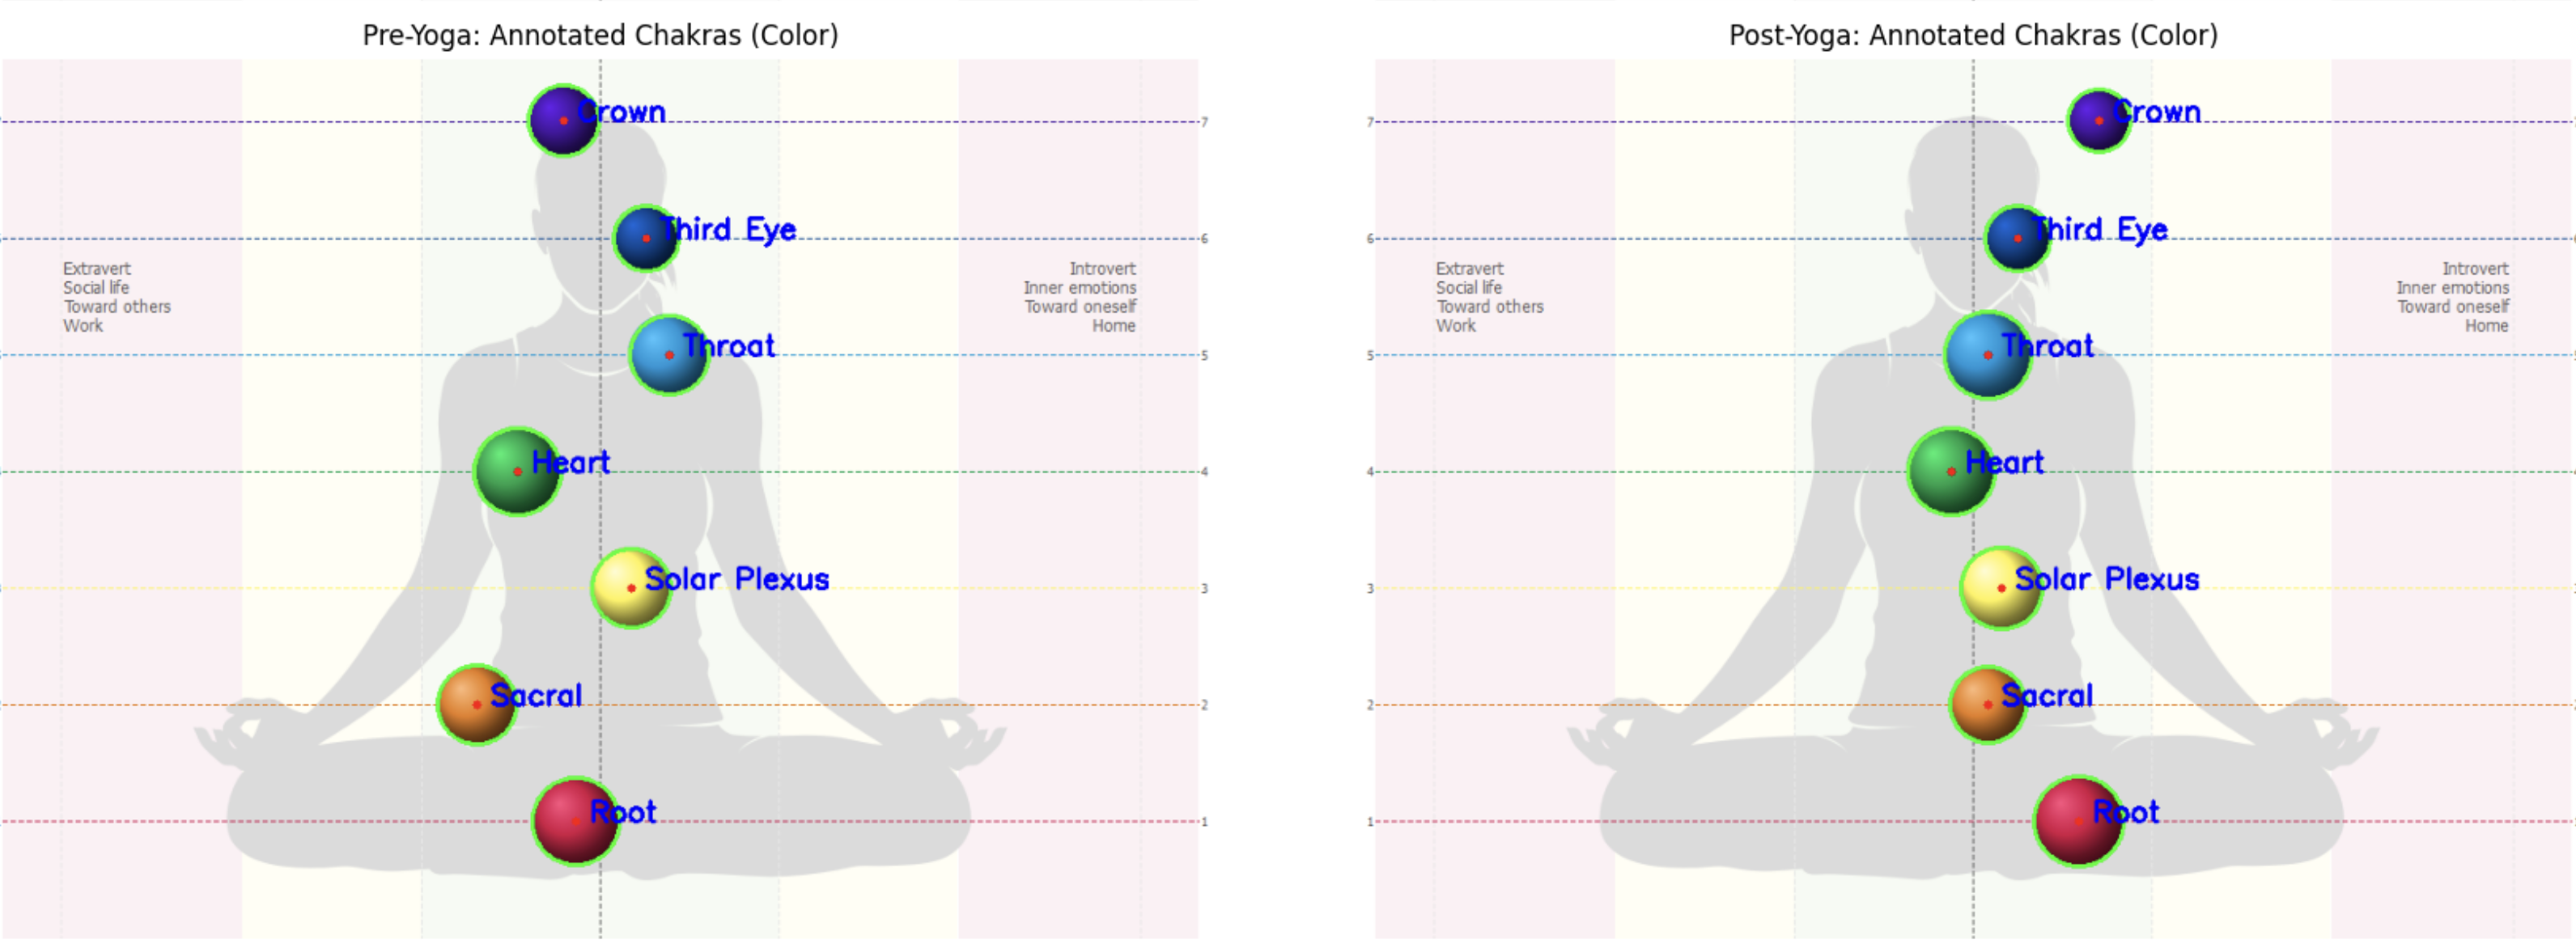 Pre-Yoga: Annotated Chakras (Color)
Crown
7
Third Eye
6
Extravert
Social life
Toward others
Work
Introvert
Inner emotions
Toward oneself
Home
Throat
5
Heart
4
Solar Plexus
3
Sacral
2
Root
1
Post-Yoga: Annotated Chakras (Color)
7
Crown
6
Third Eye
Extravert
Social life
Toward others
Work
Introvert
Inner emotions
Toward oneself
Home
5
Throat
4
Heart
3
Solar Plexus
2
Sacral
1
Root